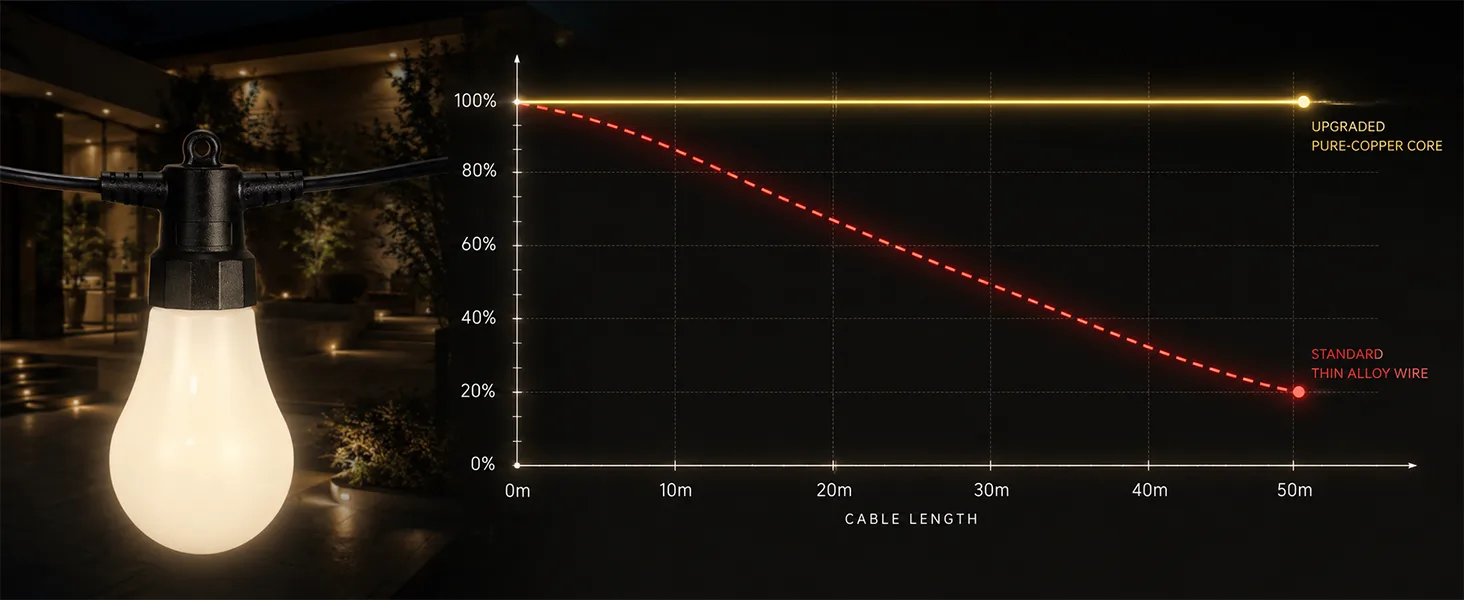 100%
80%
60%
40%
20%
0%
0m 10m 20m 30m 40m 50m
CABLE LENGTH
UPGRADED
PURE-COPPER CORE
STANDARD
THIN ALLOY WIRE